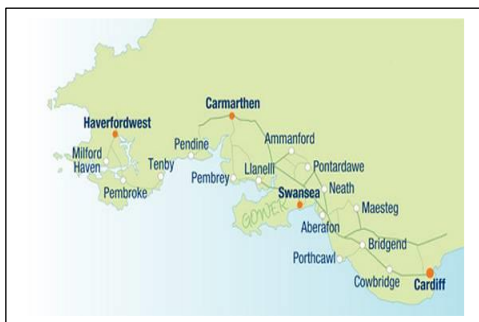 Carmarthen
Haverfordwest
Ammanford
Pendine
Milford
Haven
Tenby
Llanelli
Pontardawe
Pembrey
Pembroke
Swansea
Neath
GOWER
Maesteg
Aberafon
Bridgend
Porthcawl
Cowbridge
Cardiff